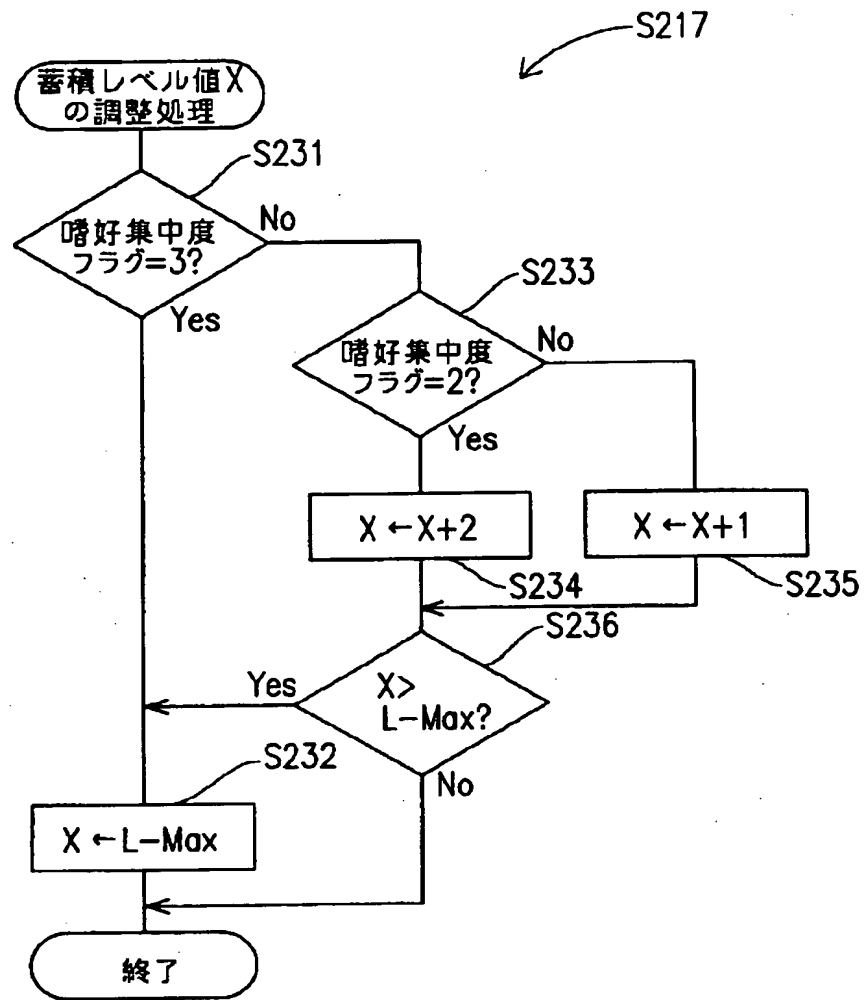 S217
蓄積レベル値X
の調整処理
S231
嗜好集中度
フラグ=3?
No
Yes
S233
嗜好集中度
フラグ=2?
No
Yes
X←X+2
S234
X←X+1
S235
S236
X>
L-Max?
Yes
No
S232
X←L-Max
終了